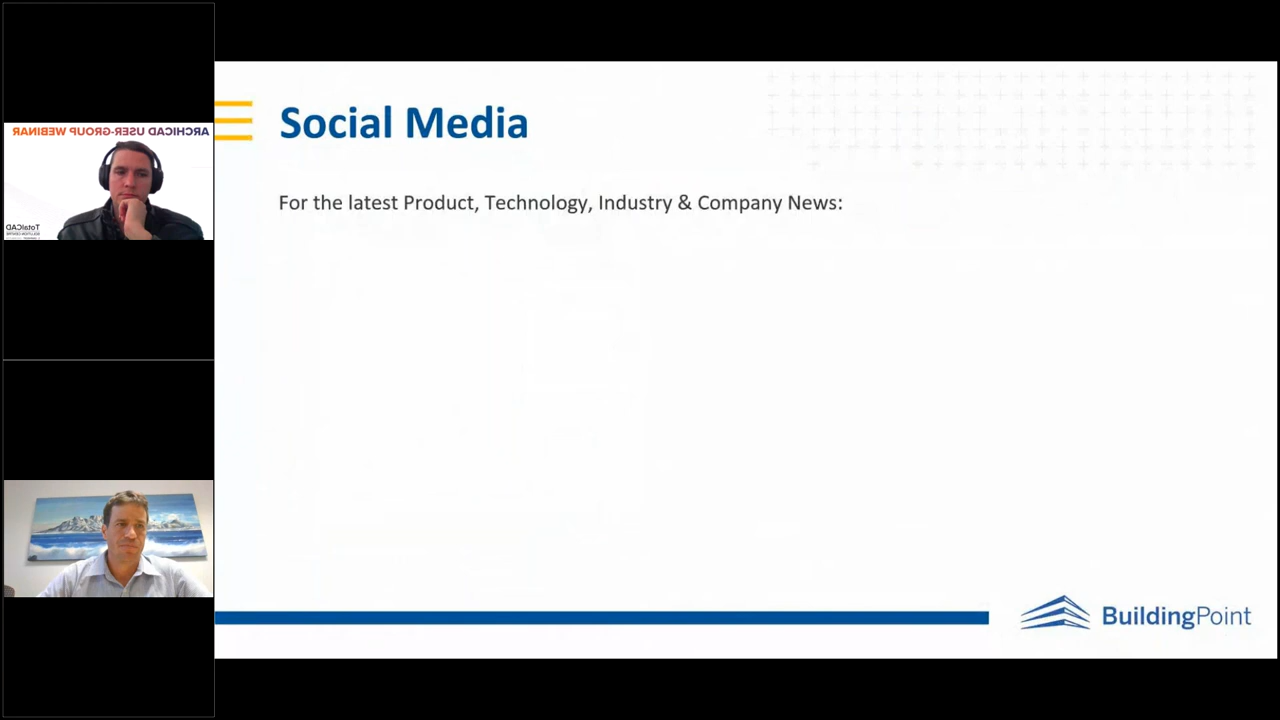 ARCHICAD USER-GROUP WEBINAR
TotalCAD
Social Media
For the latest Product, Technology, Industry & Company News:
BuildingPoint